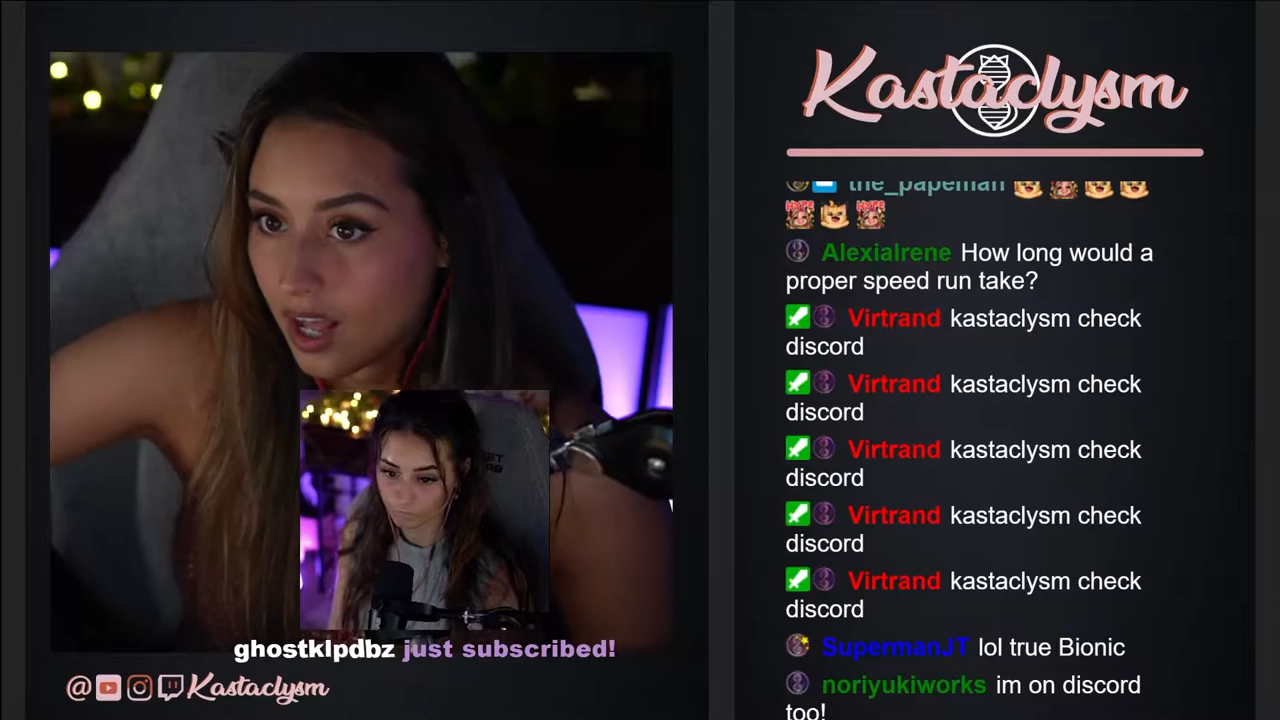 Kastaclysm
the_papeman
Alexialrene How long would a
proper speed run take?
Virtrand kastaclysm check
discord
Virtrand kastaclysm check
discord
Virtrand kastaclysm check
discord
Virtrand kastaclysm check
discord
Virtrand kastaclysm check
discord
SupermanJT lol true Bionic
noriyukiworks im on discord
too!
ghostklpdbz just subscribed!
@ Kastaclysm